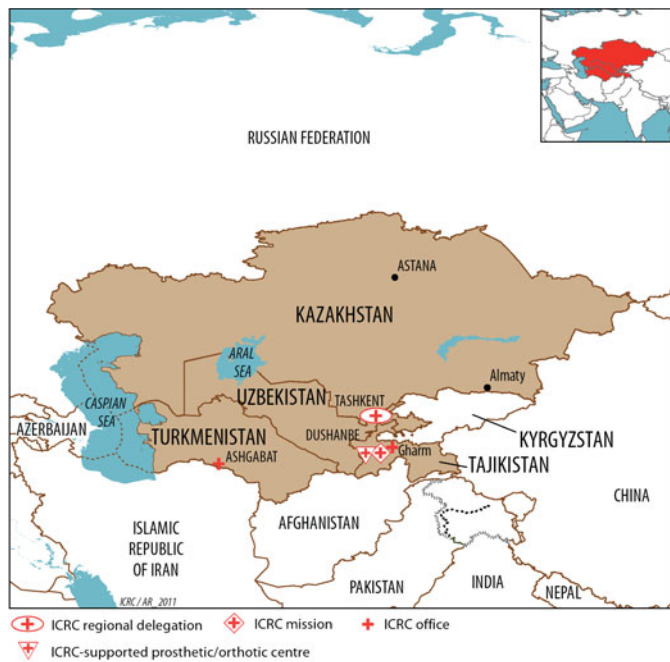 RUSSIAN FEDERATION
ASTANA
KAZAKHSTAN
ARAL
SEA
Almaty
UZBEKISTAN
TASHKENT
CASPIAN
SEA
AZERBAIJAN
TURKMENISTAN
DUSHANBE
KYRGYZSTAN
Gharm
ASHGABAT
TAJIKISTAN
CHINA
AFGHANISTAN
ISLAMIC
REPUBLIC
OF IRAN
PAKISTAN
INDIA
NEPAL
ICRC / AR_2011
ICRC regional delegation
ICRC mission
ICRC office
ICRC-supported prosthetic/orthotic centre